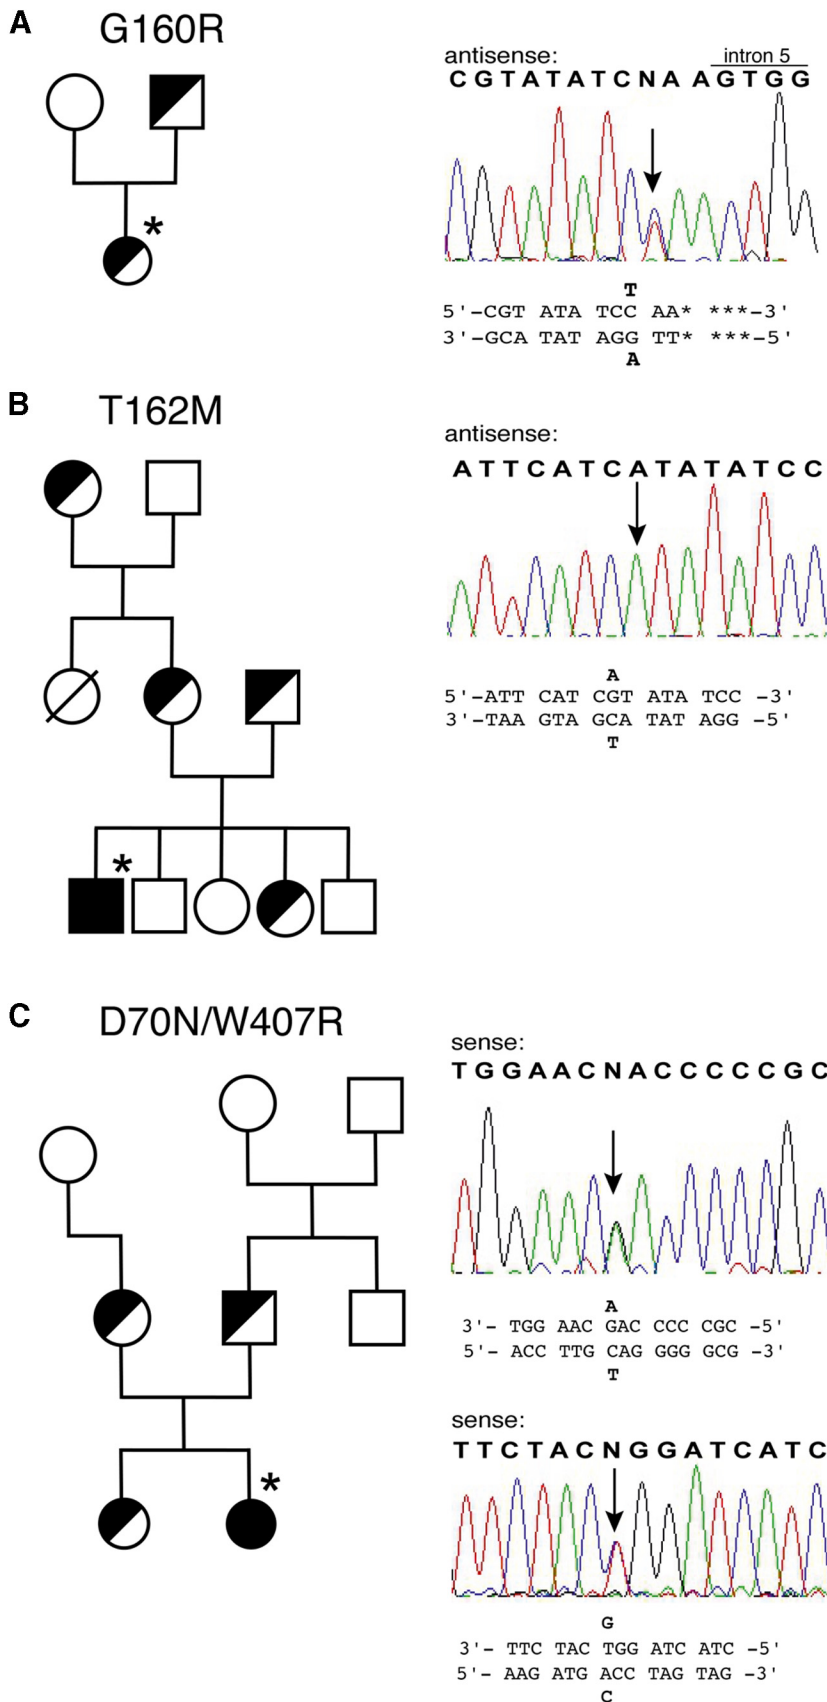 A
G160R
antisense:
intron 5
CGTATATCNAAGTGG
T
5'-CGT ATA TCC AA* ***-3'
3'-GCA TAT AGG TT* ***-5'
A
*
B
T162M
antisense:
ATTCATCATATATCC
A
5'-ATT CAT CGT ATA TCC -3'
3'-TAA GTA GCA TAT AGG -5'
T
*
C
D70N/W407R
sense:
TGGAACNACCCCCGC
A
3'- TGG AAC GAC CCC CGC -5'
5'- ACC TTG CAG GGG GCG -3'
T
sense:
TTCTACNGGATCATC
*
G
3'- TTC TAC TGG ATC ATC -5'
5'- AAG ATG ACC TAG TAG -3'
C